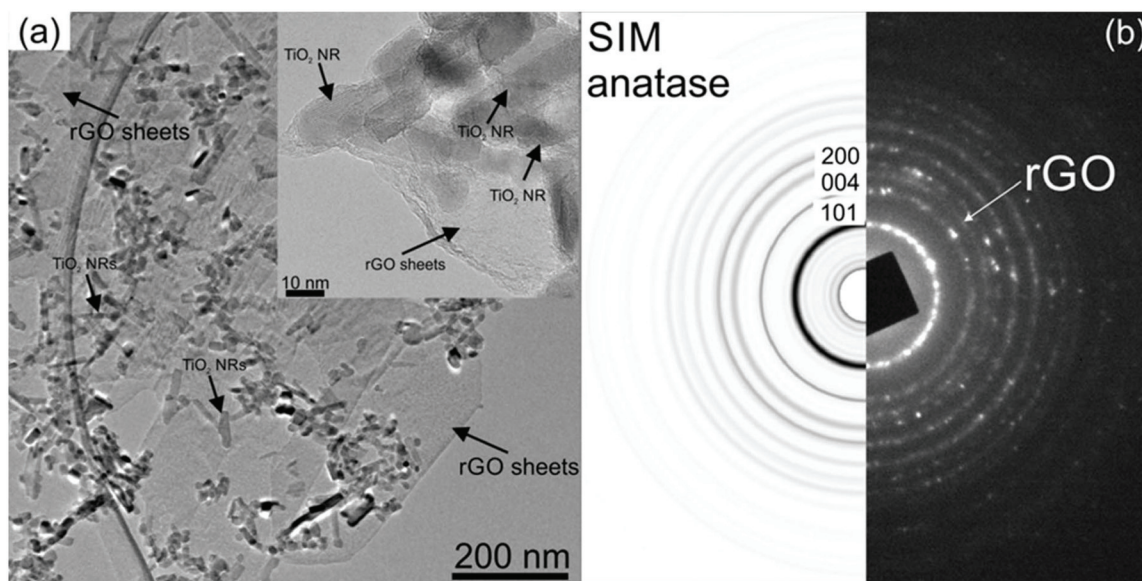 (a)
rGO sheets
TiO₂ NRs
TiO₂ NRs
rGO sheets
200 nm
TiO₂ NR
TiO₂ NR
TiO₂ NR
rGO sheets
10 nm
SIM
anatase
200
004
101
(b)
rGO